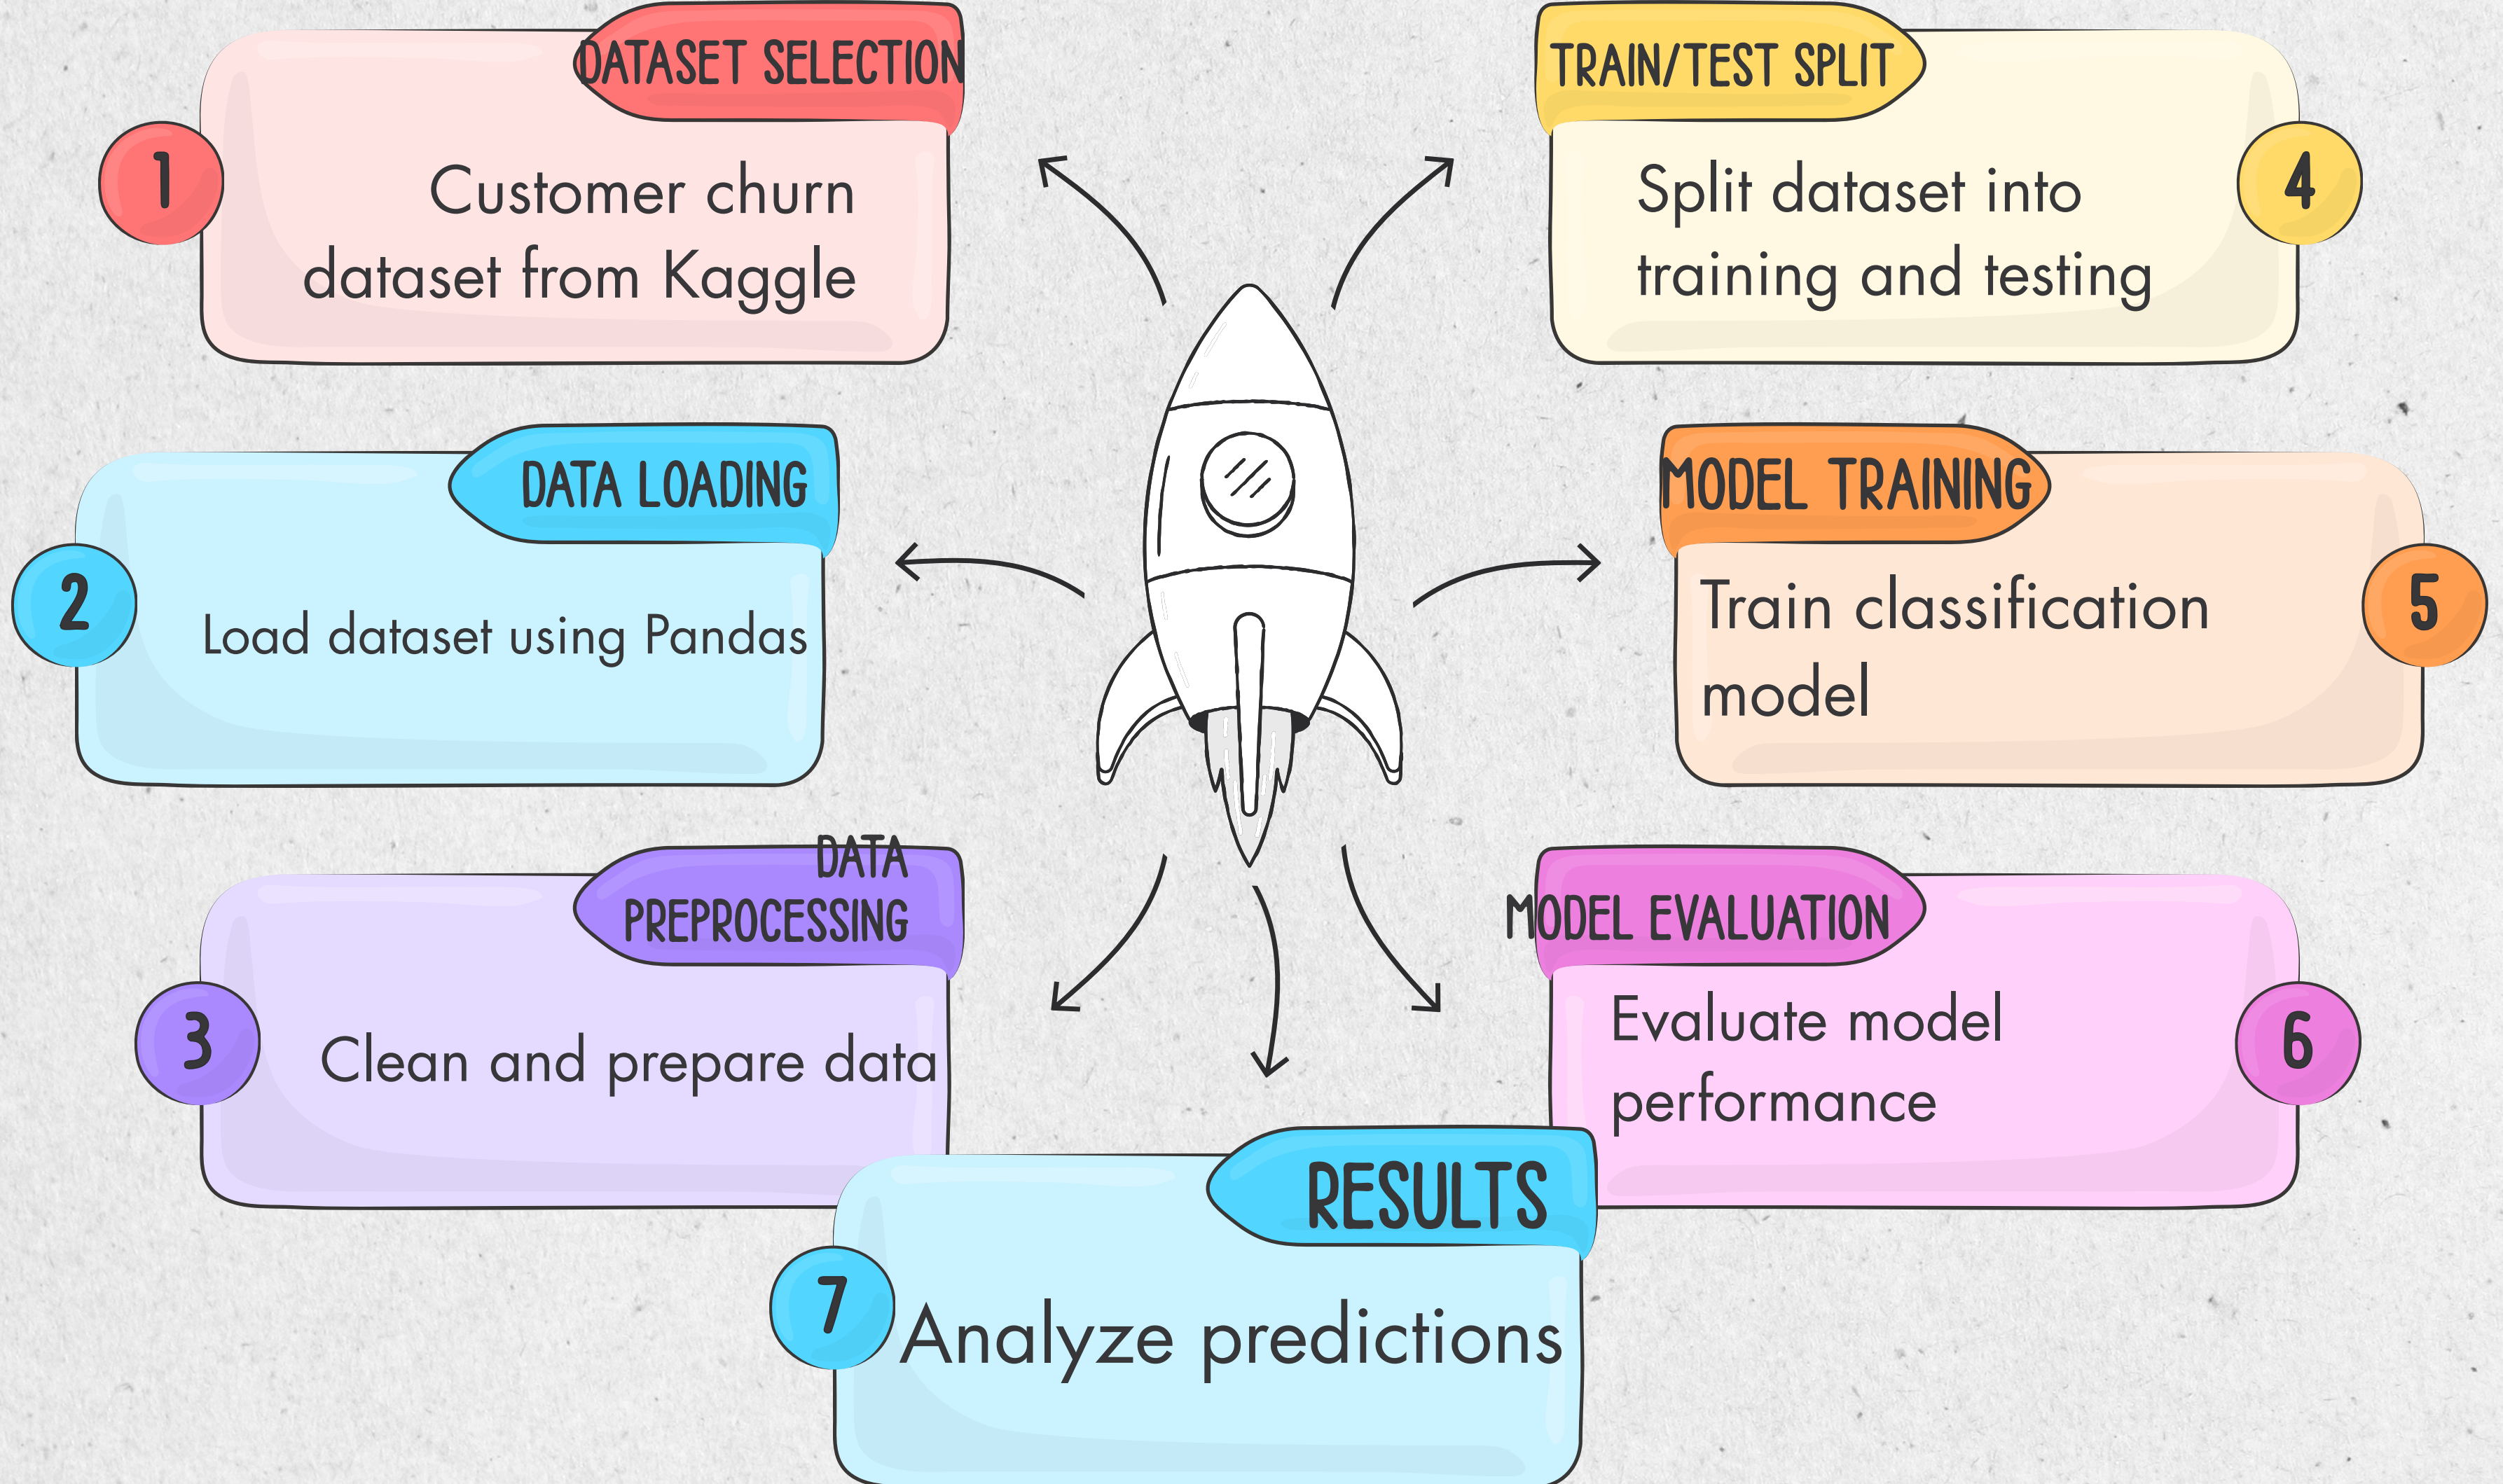 1
DATASET SELECTION
Customer churn
dataset from Kaggle
2
DATA LOADING
Load dataset using Pandas
3
DATA
PREPROCESSING
Clean and prepare data
TRAIN/TEST SPLIT
4
Split dataset into
training and testing
MODEL TRAINING
5
Train classification
model
MODEL EVALUATION
6
Evaluate model
performance
RESULTS
7
Analyze predictions